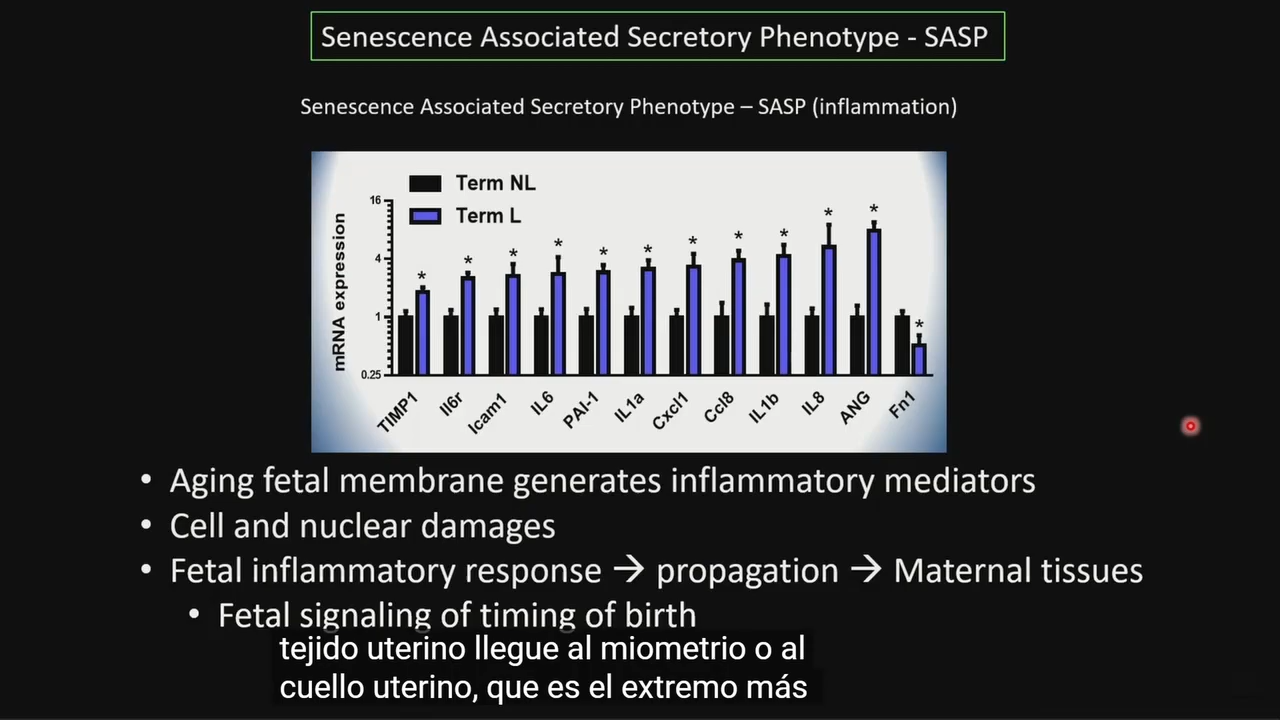 Senescence Associated Secretory Phenotype - SASP
Senescence Associated Secretory Phenotype – SASP (inflammation)
Term NL
Term L
mRNA expression
16
4
1
0.25
* * * * * * * * * * * *
TIMP1 Il6r Icam1 IL6 PAI-1 IL1a Cxcl1 Ccl8 IL1b IL8 ANG Fn1
• Aging fetal membrane generates inflammatory mediators
• Cell and nuclear damages
• Fetal inflammatory response → propagation → Maternal tissues
• Fetal signaling of timing of birth
tejido uterino llegue al miometrio o al
cuello uterino, que es el extremo más